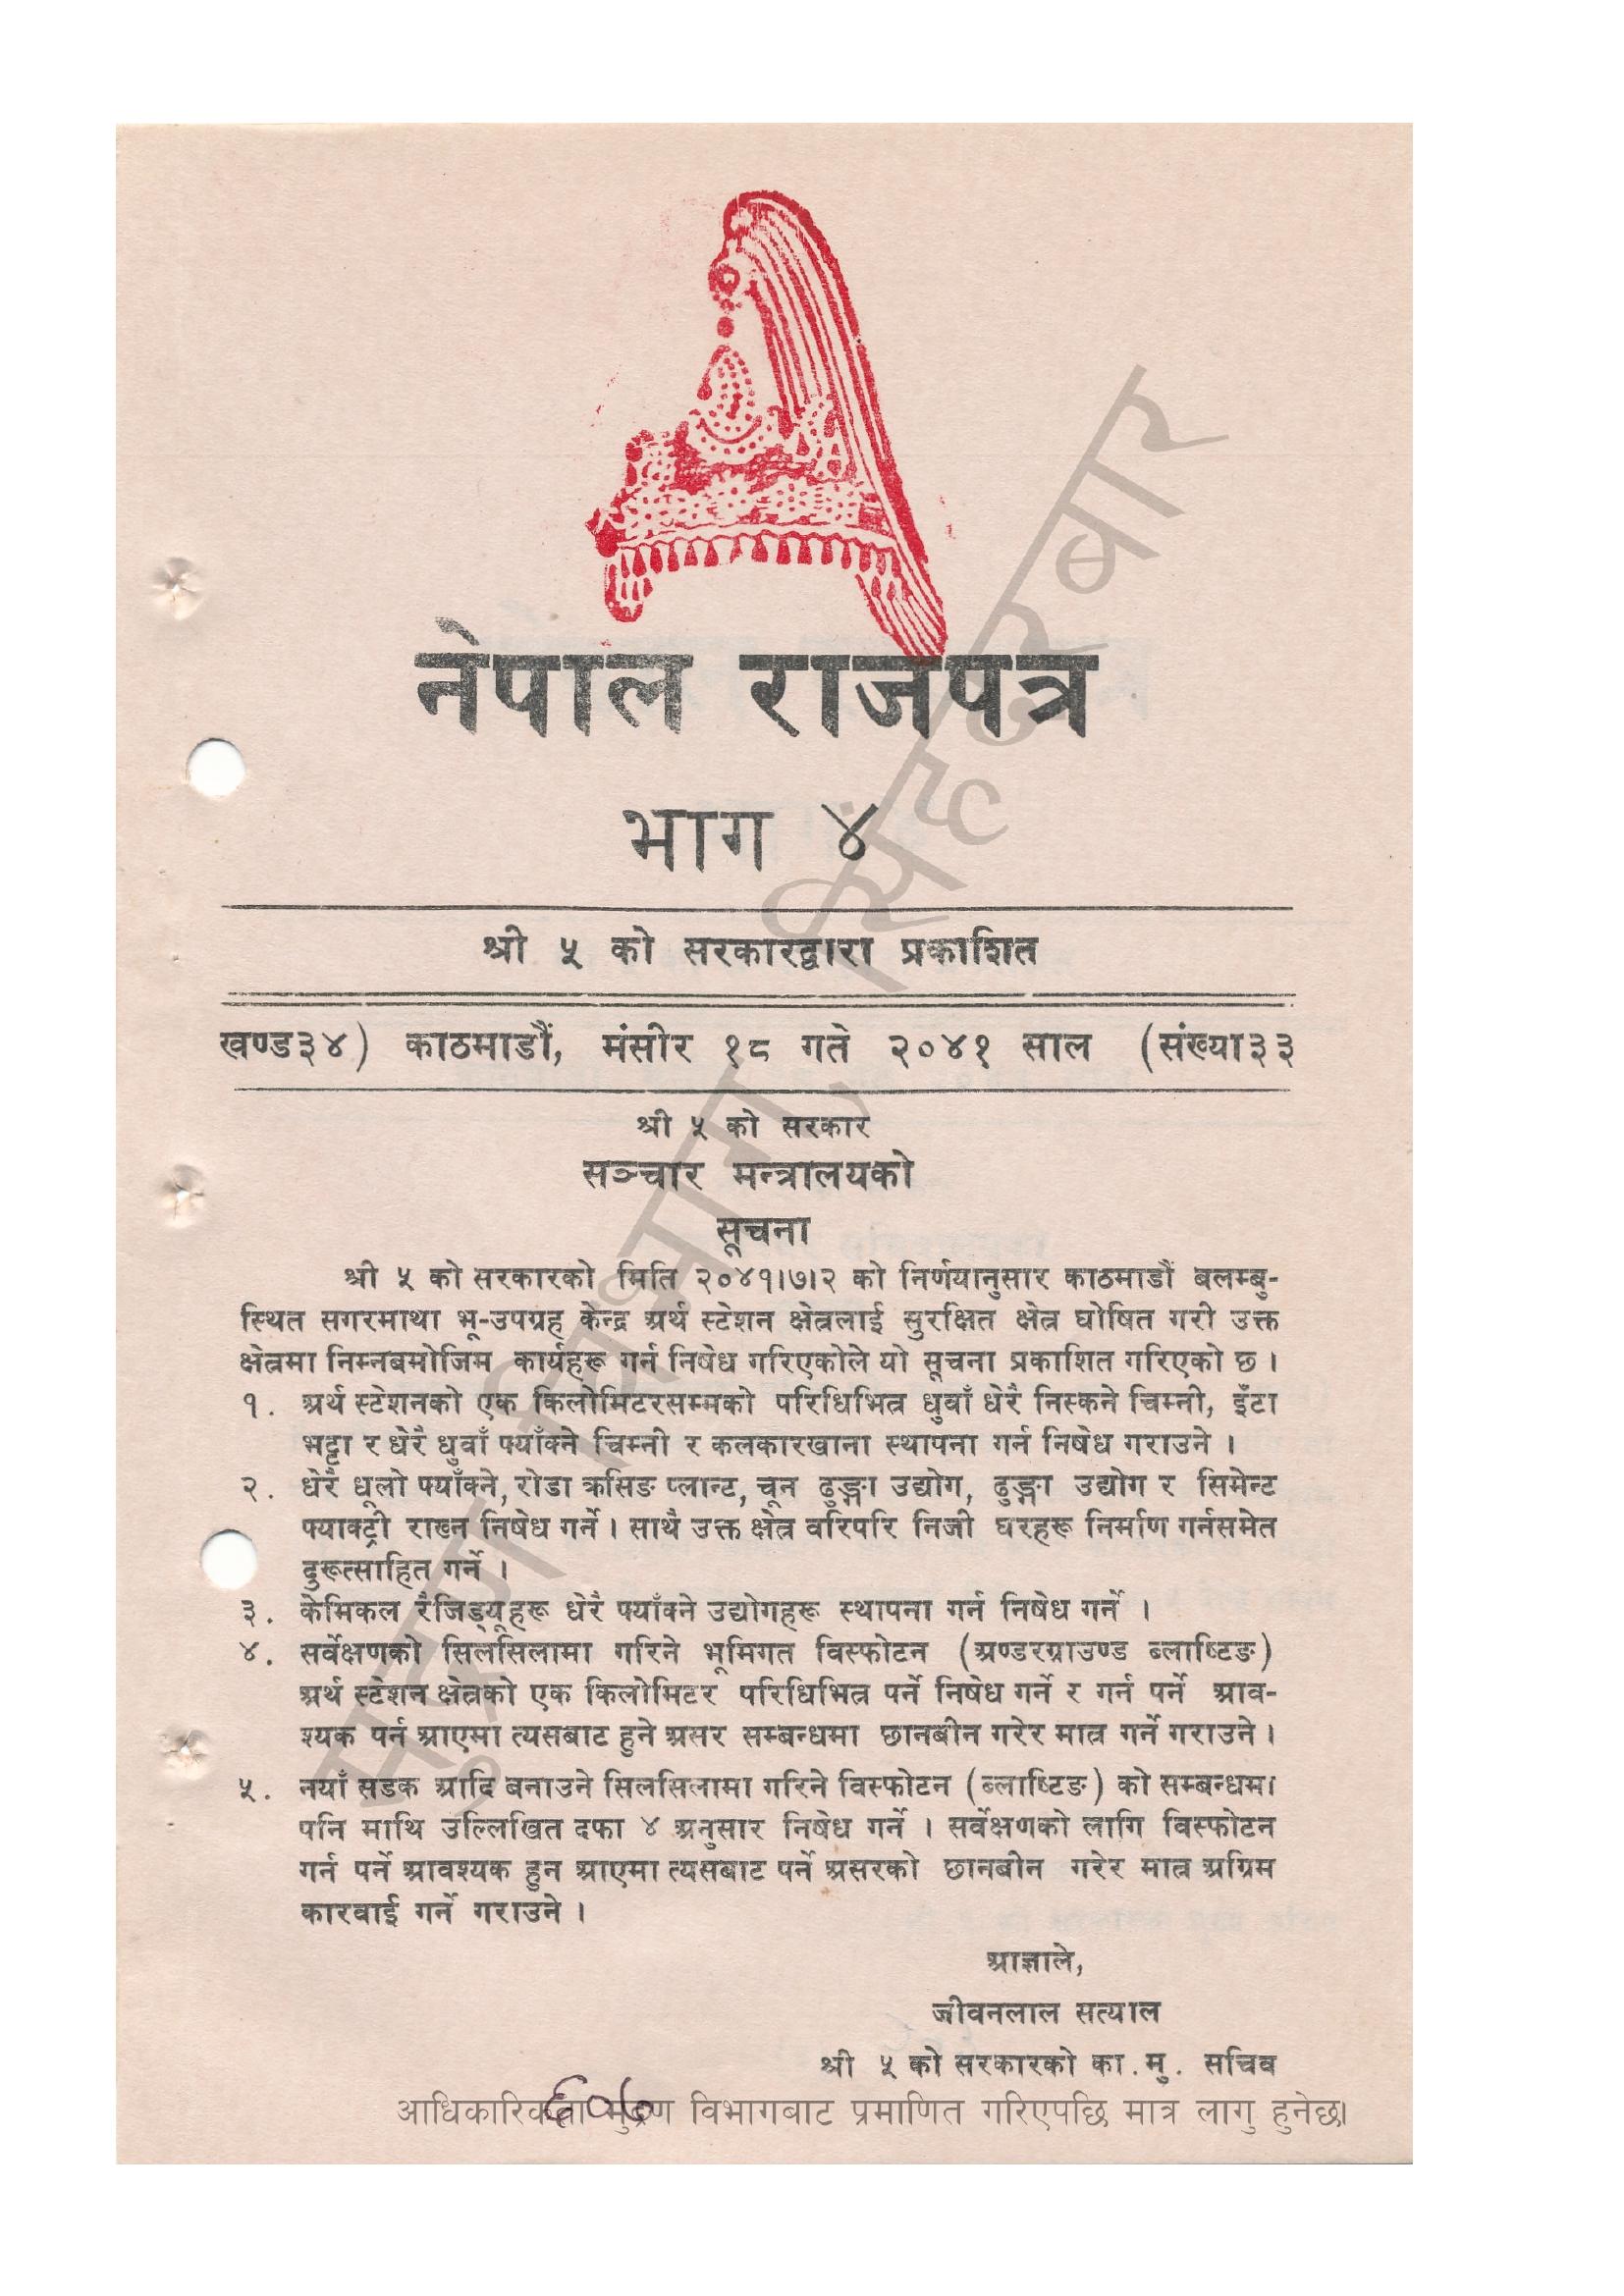 नेपाल राजपत्र
भाग ४
श्री ५ को सरकारद्वारा प्रकाशित
खण्ड३४) काठमाडौं, मंसीर १८ गते २०४१ साल (संख्या३३
श्री ५ को सरकार
सञ्चार मन्त्रालयको
सूचना
श्री ५ को सरकारको मिति २०४१।७।२ को निर्णयानुसार काठमाडौं बलम्बु-
स्थित सगरमाथा भू-उपग्रह केन्द्र अर्थ स्टेशन क्षेत्रलाई सुरक्षित क्षेत्र घोषित गरी उक्त
क्षेत्रमा निम्नबमोजिम कार्यहरू गर्न निषेध गरिएकोले यो सूचना प्रकाशित गरिएको छ ।
१. अर्थ स्टेशनको एक किलोमिटरसम्मको परिधिभित्र धुवाँ धेरै निस्कने चिम्नी, इँटा
भट्टा र धेरै धुवाँ फ्याँक्ने चिम्नी र कलकारखाना स्थापना गर्न निषेध गराउने ।
२. धेरै धूलो फ्याँक्ने, रोडा क्रसिङ प्लान्ट, चून ढुङ्गा उद्योग, ढुङ्गा उद्योग र सिमेन्ट
फ्याक्ट्री राख्न निषेध गर्ने । साथै उक्त क्षेत्र वरिपरि निजी घरहरू निर्माण गर्नसमेत
दुरूत्साहित गर्ने ।
३. केमिकल रैजिड्यूहरू धेरै फ्याँक्ने उद्योगहरू स्थापना गर्न निषेध गर्ने ।
४. सर्वेक्षणको सिलसिलामा गरिने भूमिगत विस्फोटन (अण्डरग्राउण्ड ब्लाष्टिङ)
अर्थ स्टेशन क्षेत्रको एक किलोमिटर परिधिभित्र पर्ने निषेध गर्ने र गर्न पर्ने आव-
श्यक पर्न आएमा त्यसबाट हुने असर सम्बन्धमा छानबीन गरेर मात्र गर्ने गराउने ।
५. नयाँ सडक आदि बनाउने सिलसिलामा गरिने विस्फोटन (ब्लाष्टिङ) को सम्बन्धमा
पनि माथि उल्लिखित दफा ४ अनुसार निषेध गर्ने । सर्वेक्षणको लागि विस्फोटन
गर्न पर्ने आवश्यक हुन आएमा त्यसबाट पर्ने असरको छानबीन गरेर मात्र अग्रिम
कारवाई गर्ने गराउने ।
आज्ञाले,
जीवनलाल सत्याल
श्री ५ को सरकारको का.मु. सचिव
६०७
आधिकारिकता मुद्रण विभागबाट प्रमाणित गरिएपछि मात्र लागु हुनेछ।
मुद्रण विभाग, सिंहदरबार